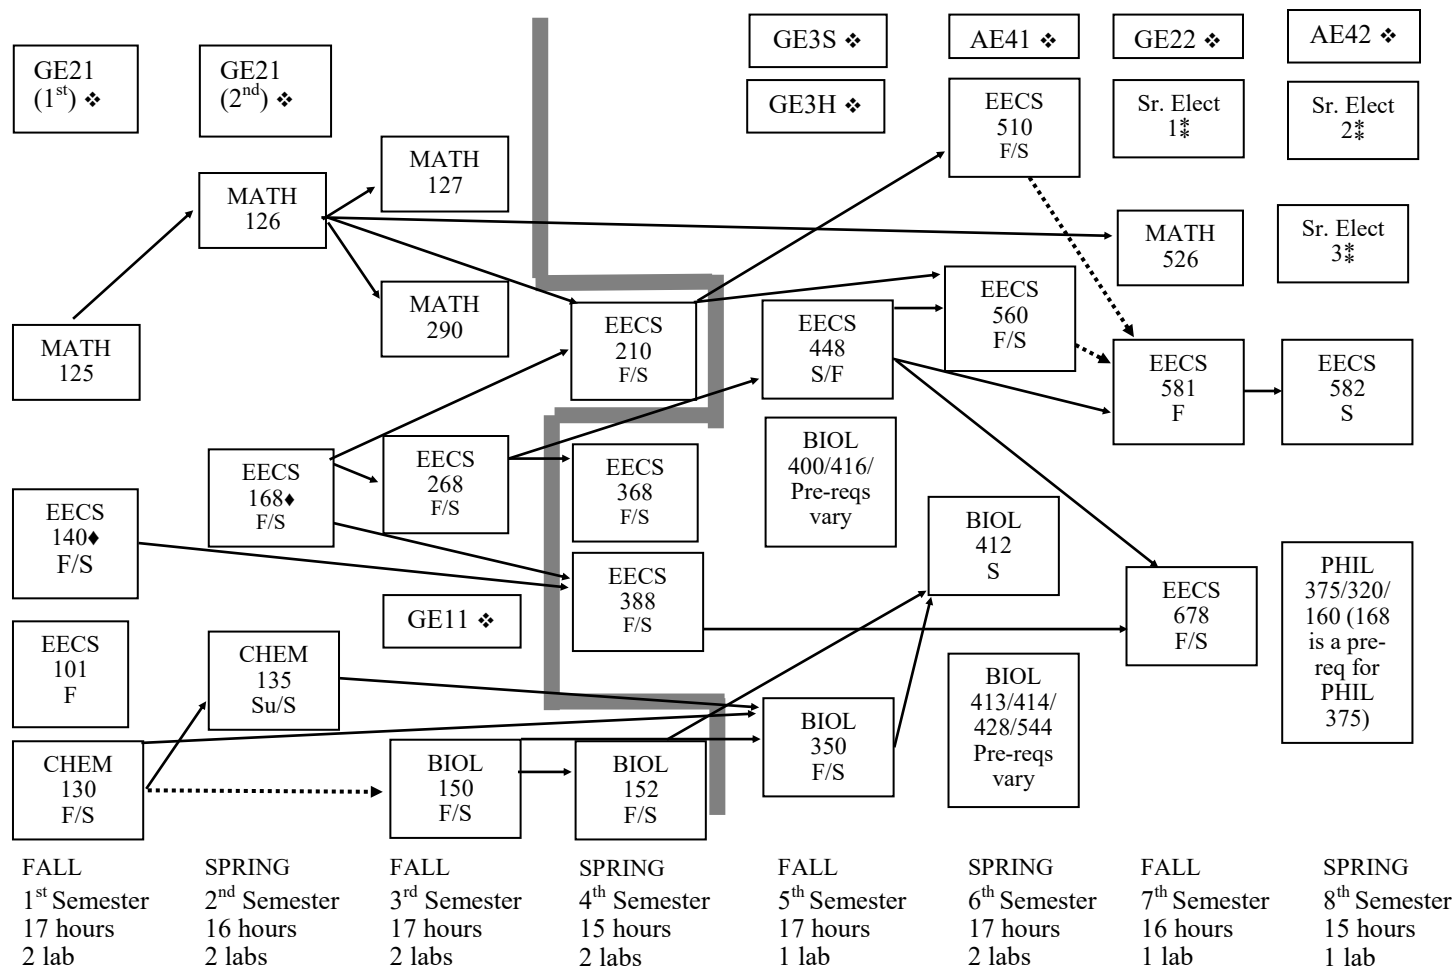 GE21
(1st) ❖
GE21
(2nd) ❖
GE3S ❖
AE41 ❖
GE22 ❖
AE42 ❖
GE3H ❖
EECS
510
F/S
Sr. Elect
1⁑
Sr. Elect
2⁑
MATH
127
MATH
126
MATH
526
Sr. Elect
3⁑
MATH
290
MATH
125
EECS
210
F/S
EECS
448
S/F
EECS
560
F/S
EECS
581
F
EECS
582
S
EECS
140♦
F/S
EECS
168♦
F/S
EECS
268
F/S
EECS
368
F/S
BIOL
400/416/
Pre-reqs
vary
BIOL
412
S
EECS
388
F/S
GE11 ❖
EECS
678
F/S
PHIL
375/320/
160 (168
is a pre-
req for
PHIL
375)
EECS
101
F
CHEM
135
Su/S
BIOL
413/414/
428/544
Pre-reqs
vary
CHEM
130
F/S
BIOL
150
F/S
BIOL
152
F/S
BIOL
350
F/S
FALL
1st Semester
17 hours
2 lab
SPRING
2nd Semester
16 hours
2 labs
FALL
3rd Semester
17 hours
2 labs
SPRING
4th Semester
15 hours
2 labs
FALL
5th Semester
17 hours
1 lab
SPRING
6th Semester
17 hours
2 labs
FALL
7th Semester
16 hours
1 lab
SPRING
8th Semester
15 hours
1 lab